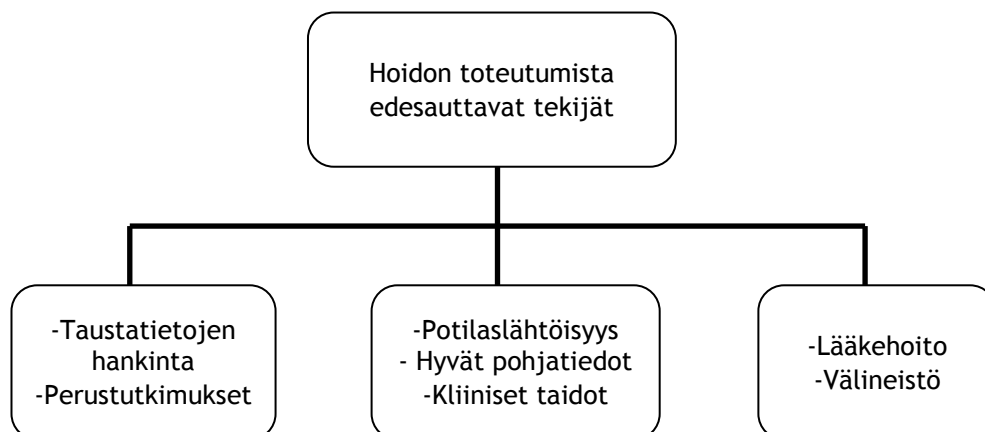 Hoidon toteutumista
edesauttavat tekijät
-Taustatietojen
hankinta
-Perustutkimukset
-Potilaslähtöisyys
- Hyvät pohjatiedot
-Kliiniset taidot
-Lääkehoito
-Välineistö